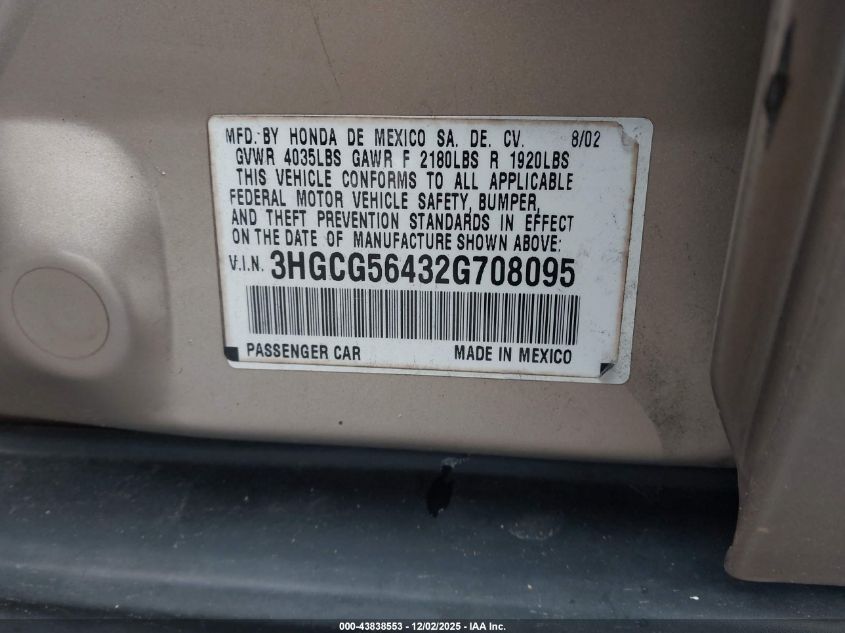 MFD. BY HONDA DE MEXICO SA. DE. CV. 8/02
GVWR 4035LBS GAWR F 2180LBS R 1920LBS
THIS VEHICLE CONFORMS TO ALL APPLICABLE
FEDERAL MOTOR VEHICLE SAFETY, BUMPER,
AND THEFT PREVENTION STANDARDS IN EFFECT
ON THE DATE OF MANUFACTURE SHOWN ABOVE:
V.I.N. 3HGCG56432G708095
PASSENGER CAR MADE IN MEXICO
000-43838553 - 12/02/2025 - IAA Inc.